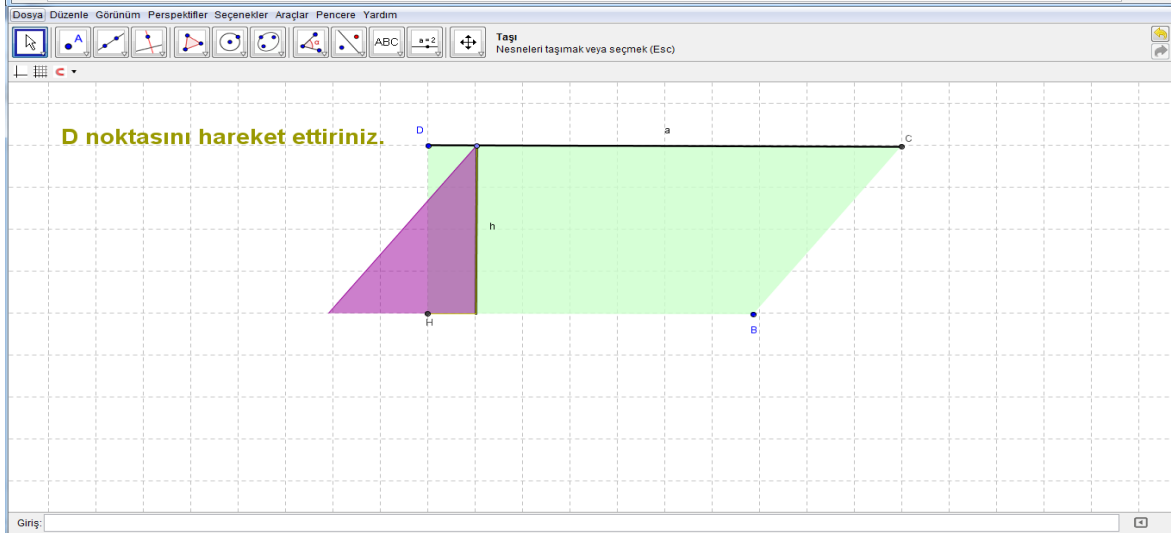 Dosya Düzenle Görünüm Perspektifler Seçenekler Araçlar Pencere Yardım
A
ABC
a = 2
Taşı
Nesneleri taşımak veya seçmek (Esc)
D noktasını hareket ettiriniz.
D
a
C
h
H
B
Giriş: